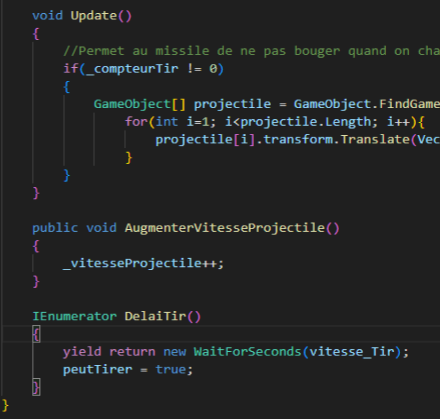 void Update()
{
//Permet au missile de ne pas bouger quand on cha
if(_compteurTir != 0)
{
GameObject[] projectile = GameObject.FindGame
for(int i=1; i<projectile.Length; i++){
projectile[i].transform.Translate(Vec
}
}
}
public void AugmenterVitesseProjectile()
{
_vitesseProjectile++;
}
IEnumerator DelaiTir()
{
yield return new WaitForSeconds(vitesse_Tir);
peutTirer = true;
}
}